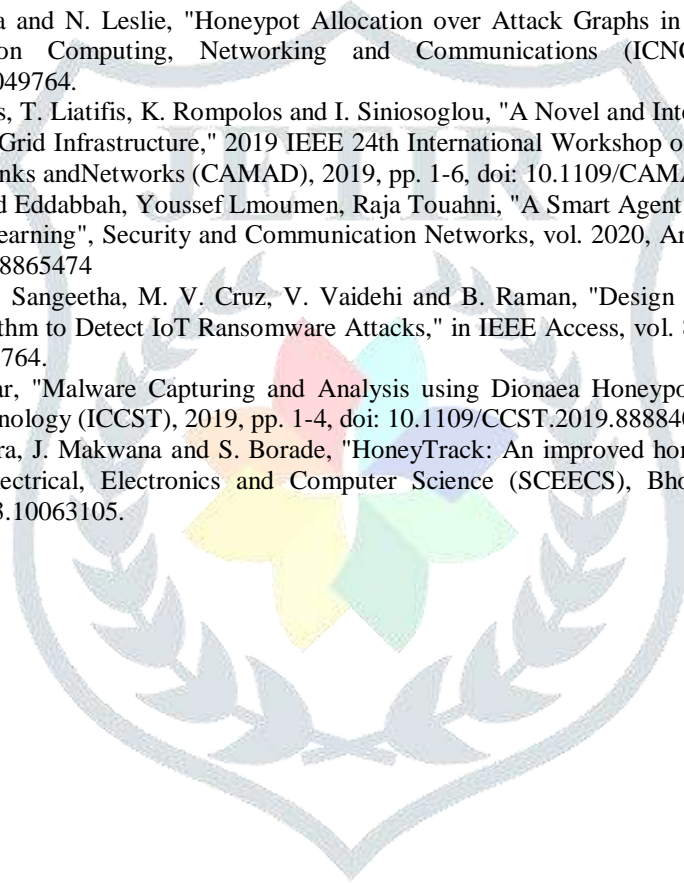 a and N. Leslie, "Honeypot Allocation over Attack Graphs in
on Computing, Networking and Communications (ICNC
049764.
s, T. Liatifis, K. Rompolos and I. Siniosoglou, "A Novel and Inte
Grid Infrastructure," 2019 IEEE 24th International Workshop o
nks andNetworks (CAMAD), 2019, pp. 1-6, doi: 10.1109/CAMA
d Eddabbah, Youssef Lmoumen, Raja Touahni, "A Smart Agent
earning", Security and Communication Networks, vol. 2020, Ar
8865474
Sangeetha, M. V. Cruz, V. Vaidehi and B. Raman, "Design
thm to Detect IoT Ransomware Attacks," in IEEE Access, vol.
764.
ar, "Malware Capturing and Analysis using Dionaea Honeypo
nology (ICCST), 2019, pp. 1-4, doi: 10.1109/CCST.2019.888840
ra, J. Makwana and S. Borade, "HoneyTrack: An improved hon
ectrical, Electronics and Computer Science (SCEECS), Bho
3.10063105.
JETIR